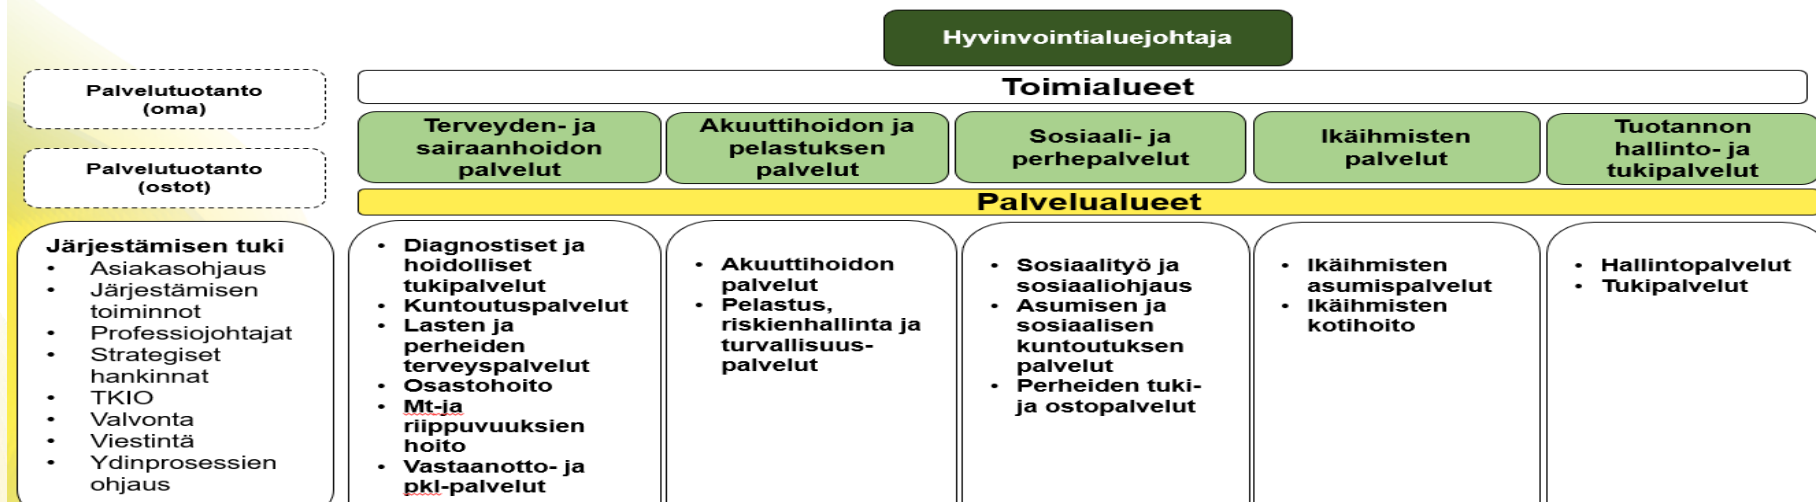 Hyvinvointialuejohtaja
Palvelutuotanto
(oma)
Palvelutuotanto
(ostot)
Toimialueet
Terveyden- ja
sairaanhoidon
palvelut
Akuuttihoidon ja
pelastuksen
palvelut
Sosiaali- ja
perhepalvelut
Ikäihmisten
palvelut
Tuotannon
hallinto- ja
tukipalvelut
Palvelualueet
Järjestämisen tuki
• Asiakasohjaus
• Järjestämisen
toiminnot
• Professiojohtajat
• Strategiset
hankinnat
• TKIO
• Valvonta
• Viestintä
• Ydinprosessien
ohjaus
• Diagnostiset ja
hoidolliset
tukipalvelut
• Kuntoutuspalvelut
• Lasten ja
perheiden
terveyspalvelut
• Osastohoito
• Mt-ja
riippuvuuksien
hoito
• Vastaanotto- ja
pkl-palvelut
• Akuuttihoidon
palvelut
• Pelastus,
riskienhallinta ja
turvallisuus-
palvelut
• Sosiaalityö ja
sosiaaliohjaus
• Asumisen ja
sosiaalisen
kuntoutuksen
palvelut
• Perheiden tuki-
ja ostopalvelut
• Ikäihmisten
asumispalvelut
• Ikäihmisten
kotihoito
• Hallintopalvelut
• Tukipalvelut